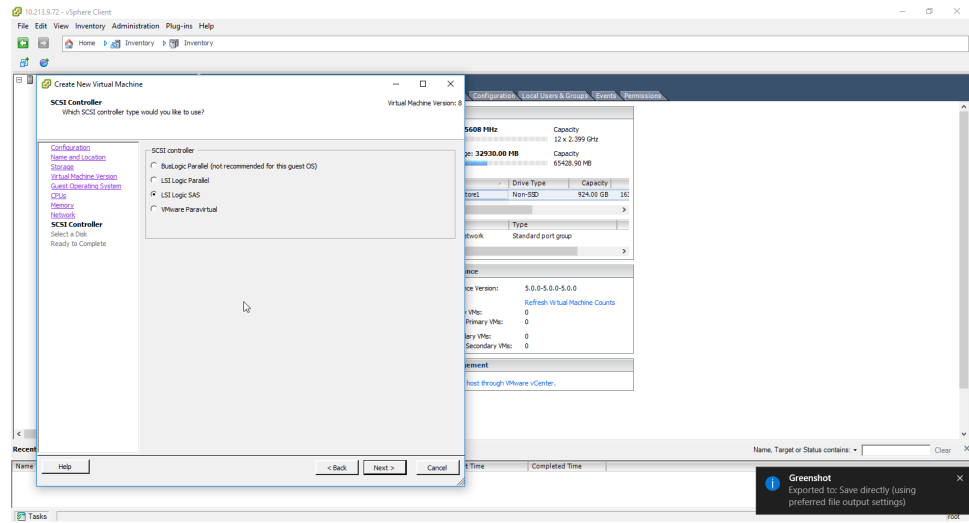 10.213.9.72 - vSphere Client
File Edit View Inventory Administration Plug-ins Help
Home Inventory Inventory
Create New Virtual Machine
SCSI Controller
Which SCSI controller type would you like to use?
Virtual Machine Version: 8
Configuration
Name and Location
Storage
Virtual Machine Version
Guest Operating System
CPUs
Memory
Network
SCSI Controller
Select a Disk
Ready to Complete
SCSI controller
BusLogic Parallel (not recommended for this guest OS)
LSI Logic Parallel
LSI Logic SAS
VMware Paravirtual
Help
< Back Next > Cancel
Configuration Local Users & Groups Events Permissions
5608 MHz Capacity
12 x 2.399 GHz
ge: 32930.00 MB Capacity
65428.90 MB
Drive Type Capacity
tore1 Non-SSD 924.00 GB 163
Type
etwork Standard port group
ance
nce Version: 5.0.0-5.0.0-5.0.0
Refresh Virtual Machine Counts
VMs: 0
Primary VMs: 0
dary VMs: 0
Secondary VMs: 0
gement
host through VMware vCenter.
Recent
Name, Target or Status contains: Clear
Name
t Time Completed Time
Greenshot
Exported to: Save directly (using
preferred file output settings)
Tasks
root